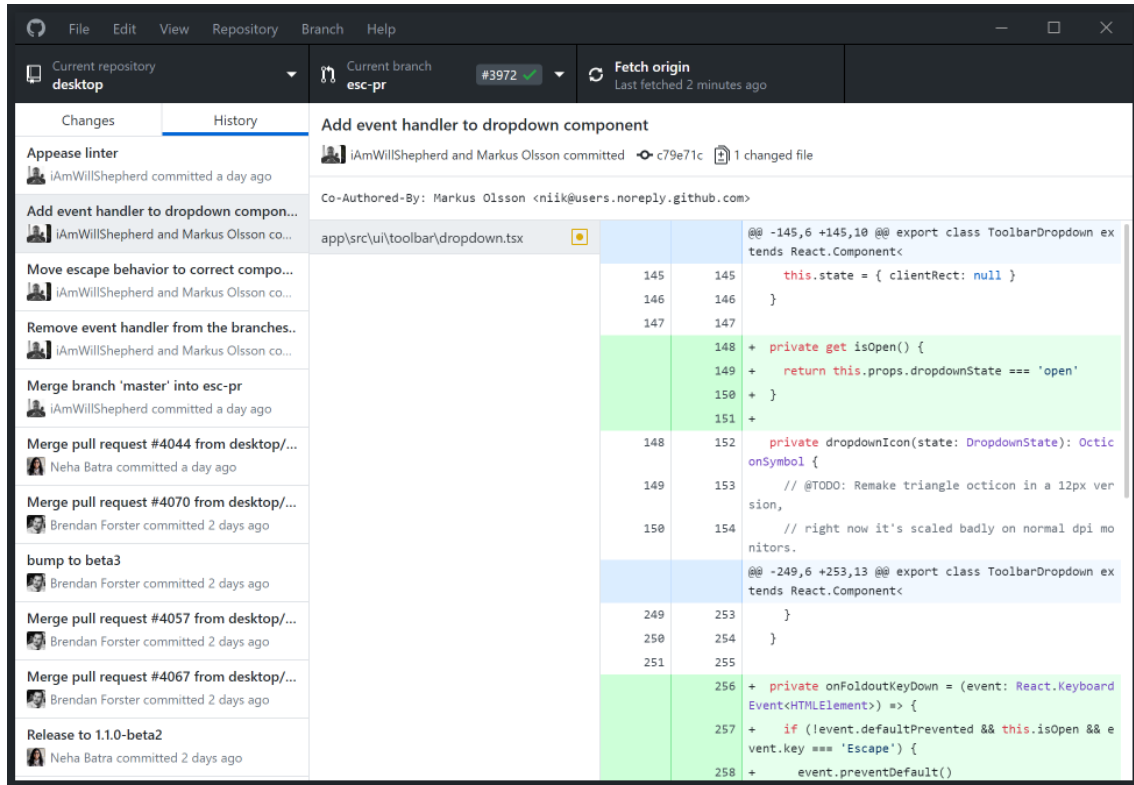 File Edit View Repository Branch Help
Current repository
desktop
Current branch
esc-pr
#3972
Fetch origin
Last fetched 2 minutes ago
Changes History
Appease linter
iAmWillShepherd committed a day ago
Add event handler to dropdown compon...
iAmWillShepherd and Markus Olsson co...
Move escape behavior to correct compo...
iAmWillShepherd and Markus Olsson co...
Remove event handler from the branches..
iAmWillShepherd and Markus Olsson co...
Merge branch 'master' into esc-pr
iAmWillShepherd committed a day ago
Merge pull request #4044 from desktop/...
Neha Batra committed a day ago
Merge pull request #4070 from desktop/...
Brendan Forster committed 2 days ago
bump to beta3
Brendan Forster committed 2 days ago
Merge pull request #4057 from desktop/...
Brendan Forster committed 2 days ago
Merge pull request #4067 from desktop/...
Brendan Forster committed 2 days ago
Release to 1.1.0-beta2
Neha Batra committed 2 days ago
Add event handler to dropdown component
iAmWillShepherd and Markus Olsson committed c79e71c 1 changed file
Co-Authored-By: Markus Olsson <niik@users.noreply.github.com>
app\src\ui\toolbar\dropdown.tsx
@@ -145,6 +145,10 @@ export class ToolbarDropdown ex
tends React.Component<
145 145 this.state = { clientRect: null }
146 146 }
147 147
148 + private get isOpen() {
149 + return this.props.dropdownState === 'open'
150 + }
151 +
148 152 private dropdownIcon(state: DropdownState): Octic
onSymbol {
149 153 // @TODO: Remake triangle octicon in a 12px ver
sion,
150 154 // right now it's scaled badly on normal dpi mo
nitors.
@@ -249,6 +253,13 @@ export class ToolbarDropdown ex
tends React.Component<
249 253 }
250 254 }
251 255
256 + private onFoldoutKeyDown = (event: React.Keyboard
Event<HTMLElement>) => {
257 + if (!event.defaultPrevented && this.isOpen && e
vent.key === 'Escape') {
258 + event.preventDefault()